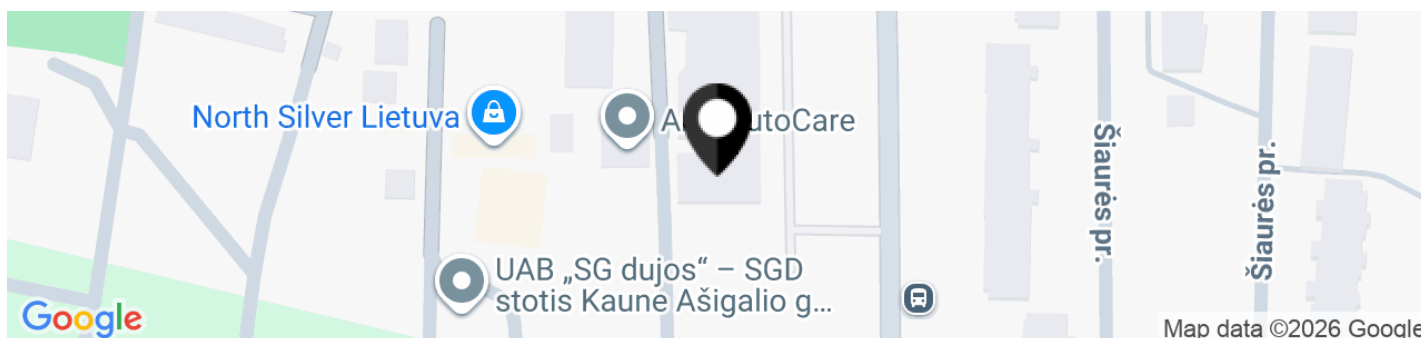 North Silver Lietuva
AutoCare
Šiaurės pr.
Šiaurės pr.
UAB „SG dujos“ – SGD
stotis Kaune Ašigalio g...
Google
Map data ©2026 Google